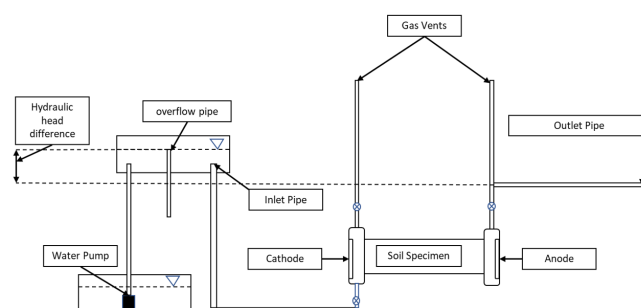 Gas Vents
Hydraulic
head
difference
overflow pipe
Outlet Pipe
Inlet Pipe
Water Pump
Cathode
Soil Specimen
Anode